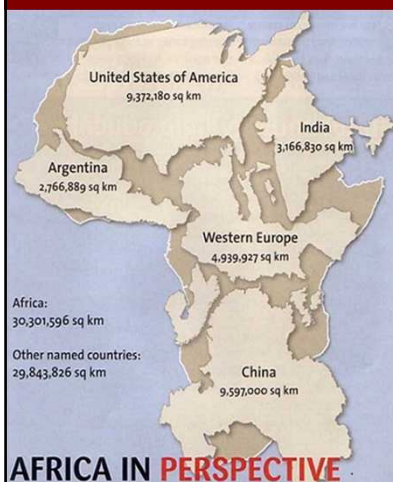 United States of America
9,372,180 sq km
India
3,166,830 sq km
Argentina
2,766,889 sq km
Western Europe
4,939,927 sq km
Africa:
30,301,596 sq km
Other named countries:
29,843,826 sq km
China
9,597,000 sq km
AFRICA IN PERSPECTIVE